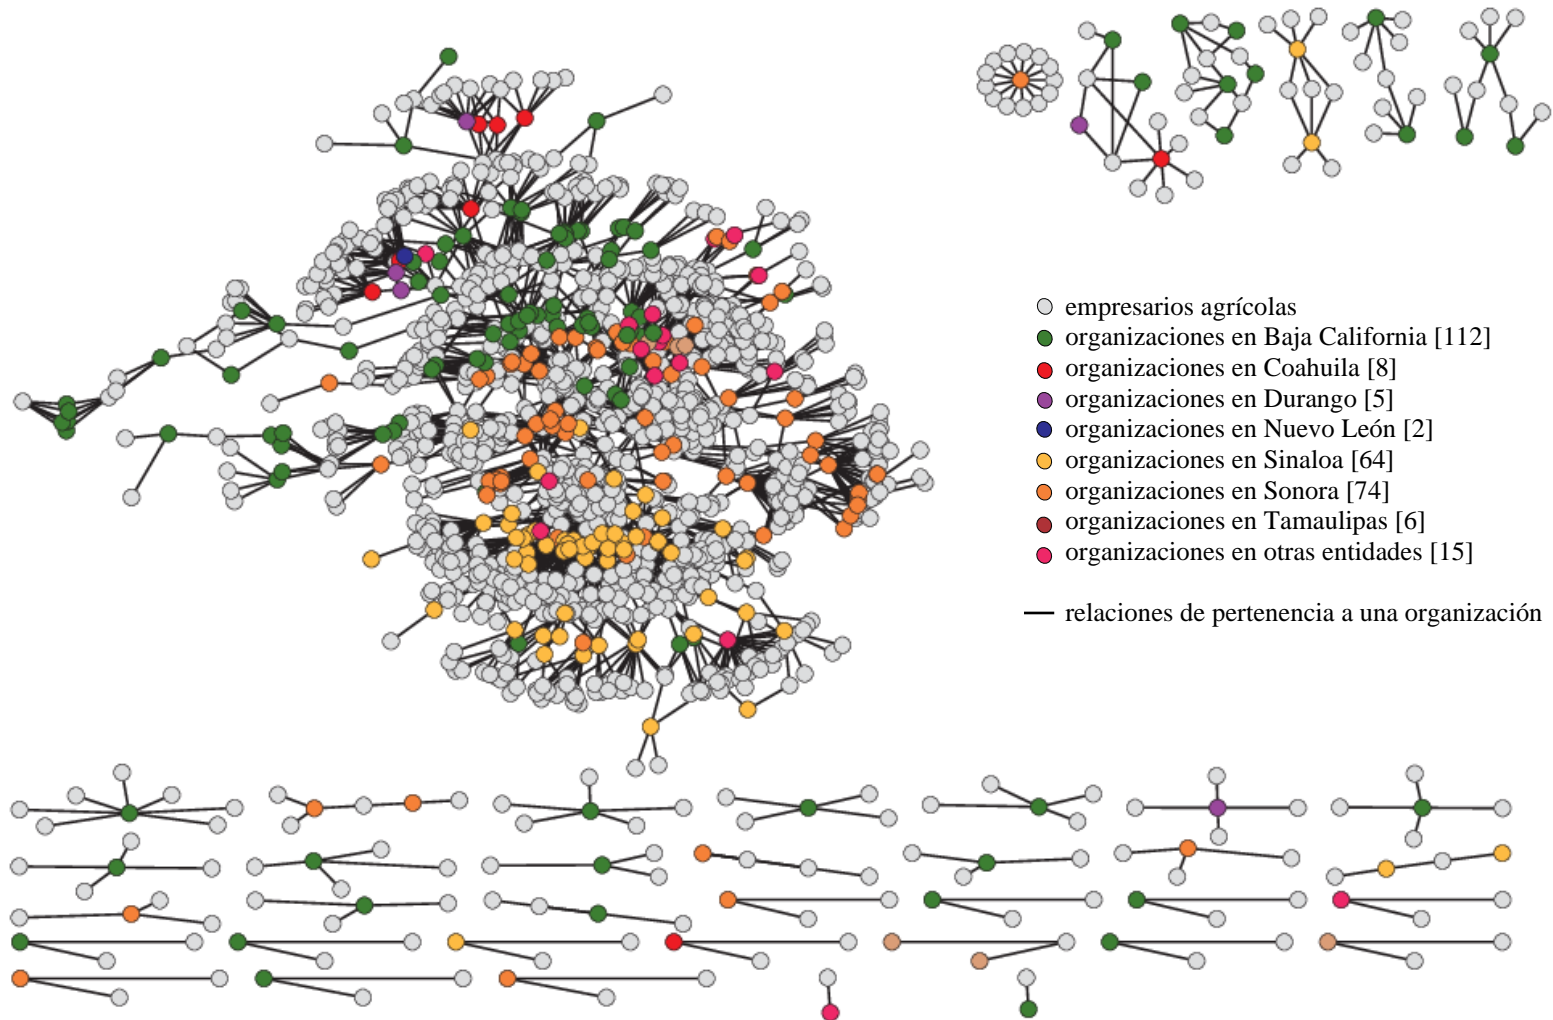 empresarios agrícolas
organizaciones en Baja California [112]
organizaciones en Coahuila [8]
organizaciones en Durango [5]
organizaciones en Nuevo León [2]
organizaciones en Sinaloa [64]
organizaciones en Sonora [74]
organizaciones en Tamaulipas [6]
organizaciones en otras entidades [15]
relaciones de pertenencia a una organización